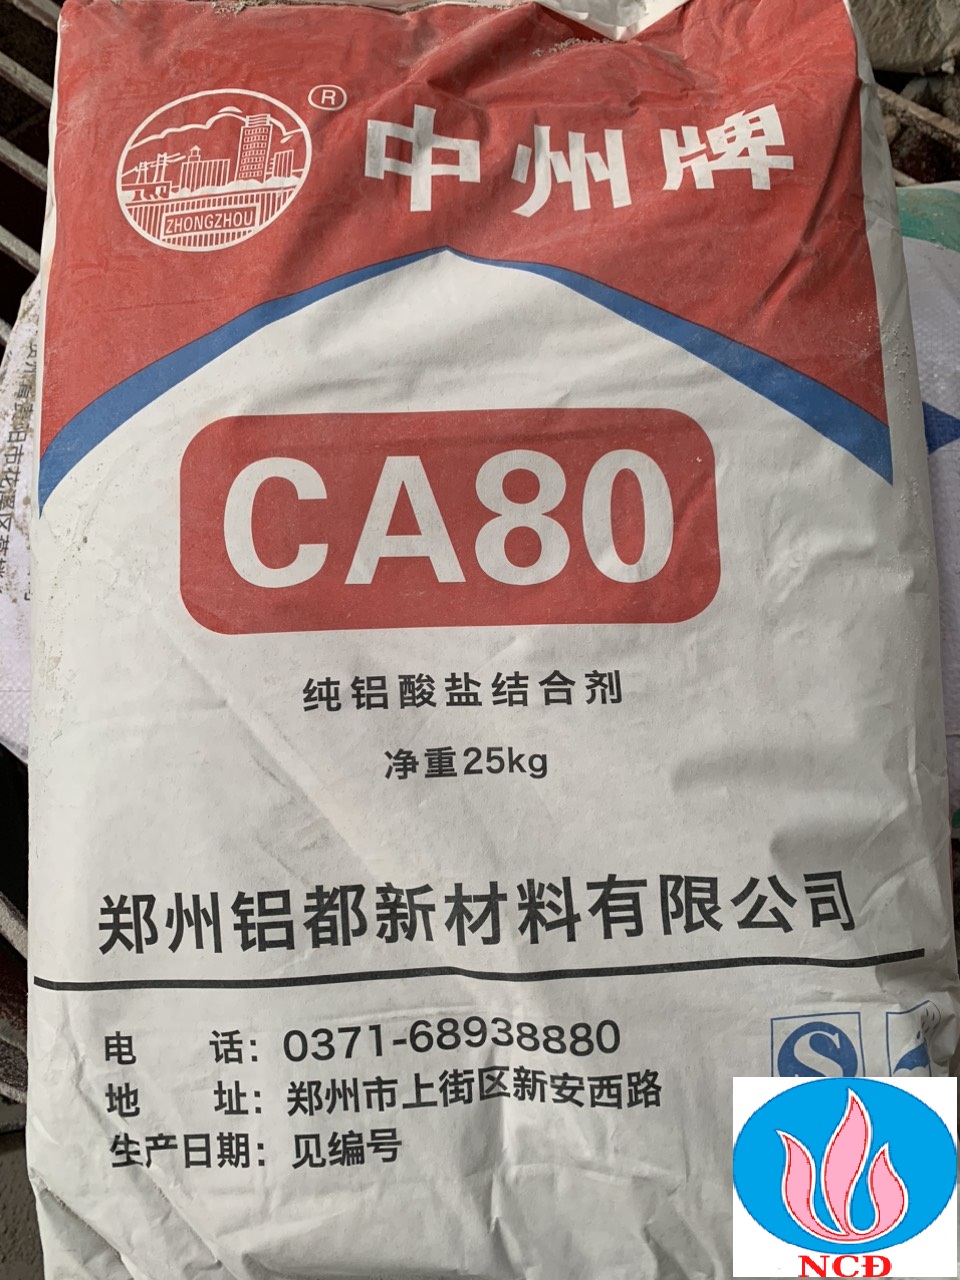 ®
中州牌
ZHONGZHOU
CA80
纯铝酸盐结合剂
净重25kg
郑州铝都新材料有限公司
电 话：0371-68938880
地 址：郑州市上街区新安西路
生产日期：见编号
NCĐ